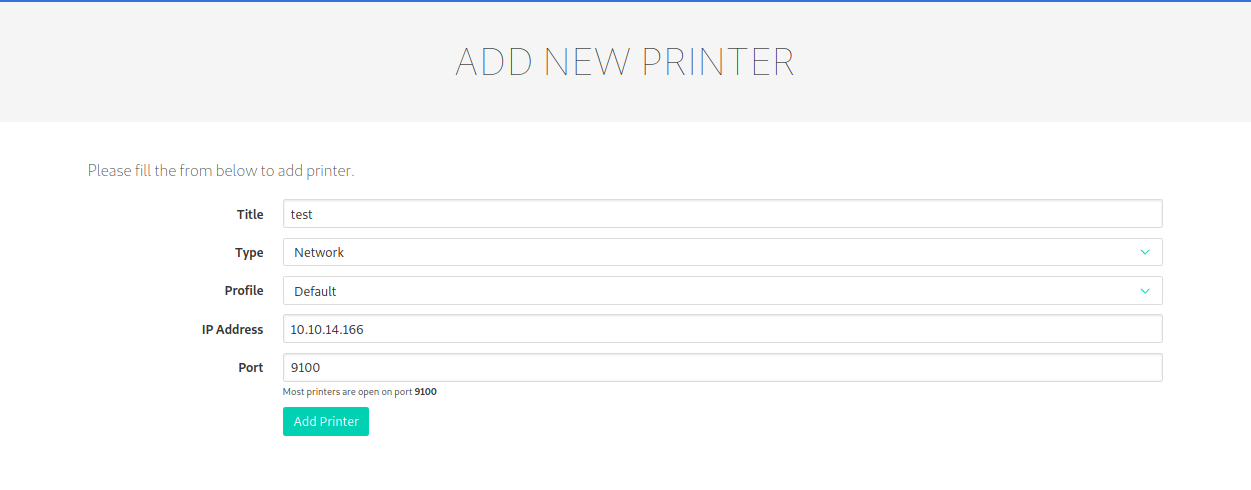 ADD NEW PRINTER
Please fill the from below to add printer.
Title test
Type Network
Profile Default
IP Address 10.10.14.166
Port 9100
Most printers are open on port 9100
Add Printer